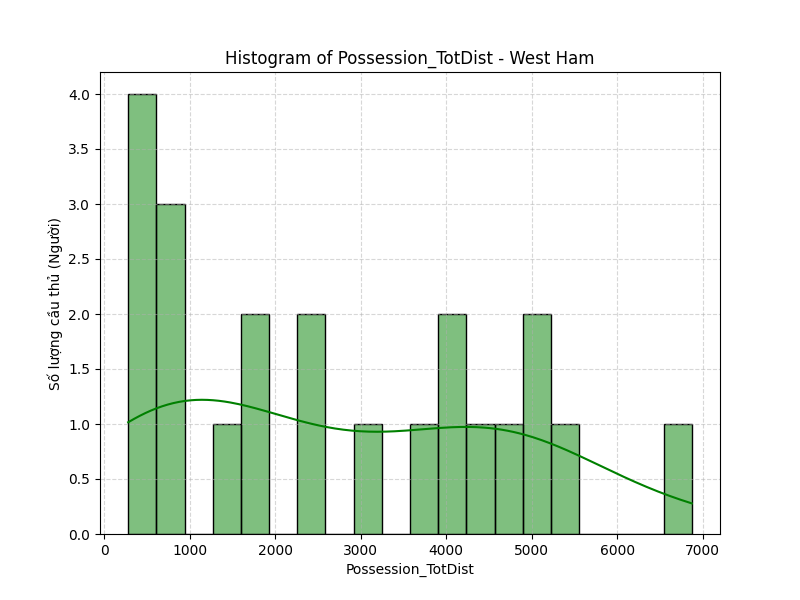 Histogram of Possession_TotDist - West Ham
Số lượng cầu thủ (Người)
4.0
3.5
3.0
2.5
2.0
1.5
1.0
0.5
0.0
0 1000 2000 3000 4000 5000 6000 7000
Possession_TotDist